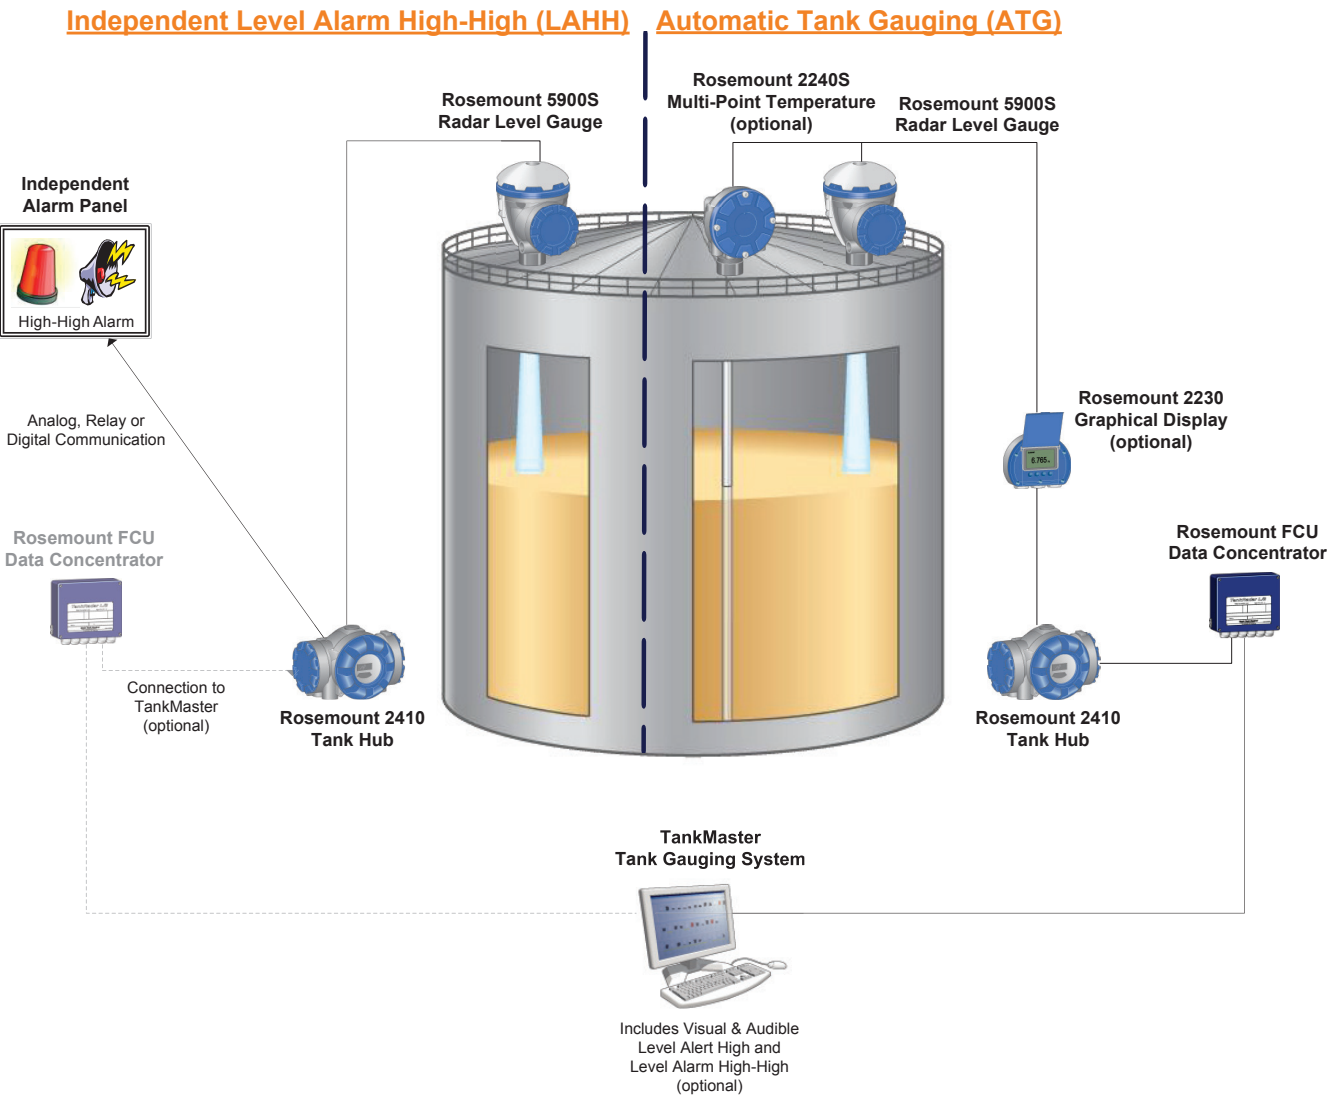 Independent Level Alarm High-High (LAHH)
Automatic Tank Gauging (ATG)
Rosemount 5900S
Radar Level Gauge
Rosemount 2240S
Multi-Point Temperature
(optional)
Rosemount 5900S
Radar Level Gauge
Independent
Alarm Panel
High-High Alarm
Analog, Relay or
Digital Communication
Rosemount 2230
Graphical Display
(optional)
Rosemount FCU
Data Concentrator
Rosemount FCU
Data Concentrator
Connection to
TankMaster
(optional)
Rosemount 2410
Tank Hub
Rosemount 2410
Tank Hub
TankMaster
Tank Gauging System
Includes Visual & Audible
Level Alert High and
Level Alarm High-High
(optional)